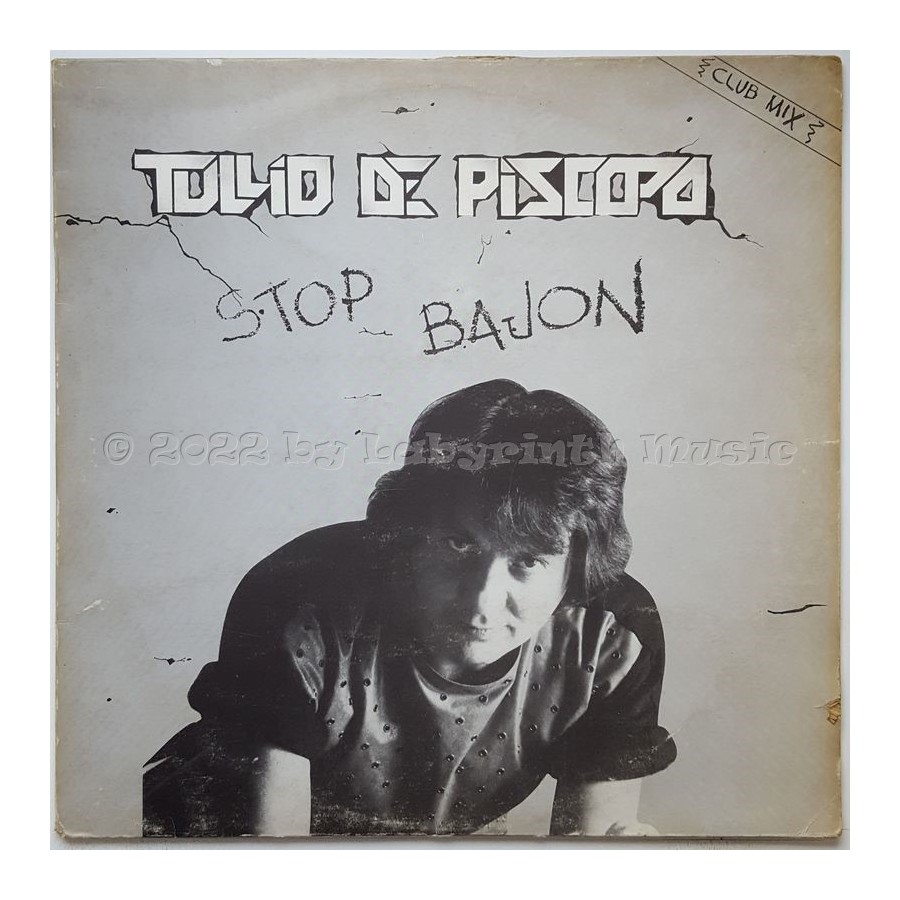 CLUB MIX
TULLIO DE PISCOPO
STOP BAJON
© 2022 by Labyrinth Music